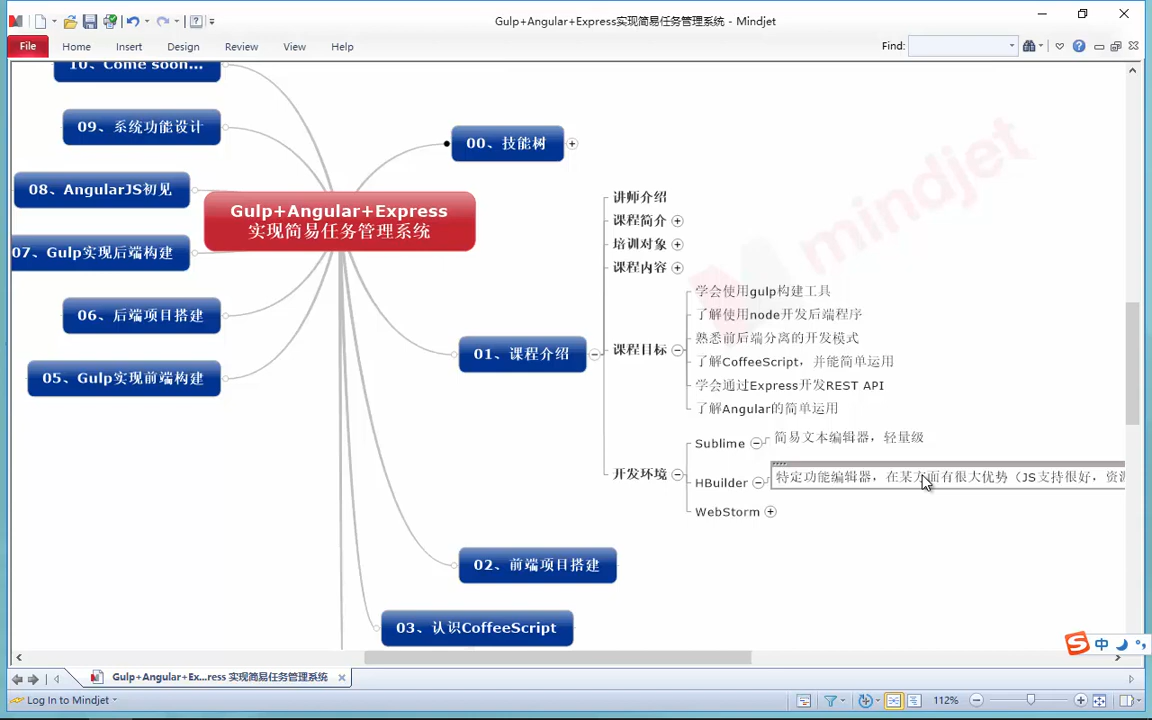 Gulp+Angular+Express实现简易任务管理系统 - Mindjet
File
Home
Insert
Design
Review
View
Help
Find:
10、Come soon...
09、系统功能设计
08、AngularJS初见
07、Gulp实现后端构建
06、后端项目搭建
05、Gulp实现前端构建
Gulp+Angular+Express
实现简易任务管理系统
00、技能树
01、课程介绍
讲师介绍
课程简介
培训对象
课程内容
课程目标
学会使用gulp构建工具
了解使用node开发后端程序
熟悉前后端分离的开发模式
了解CoffeeScript，并能简单运用
学会通过Express开发REST API
了解Angular的简单运用
开发环境
Sublime
简易文本编辑器，轻量级
HBuilder
特定功能编辑器，在某方面有很大优势（JS支持很好，资
WebStorm
02、前端项目搭建
03、认识CoffeeScript
mindjet
中
Gulp+Angular+Ex...ress 实现简易任务管理系统
Log In to Mindjet
112%